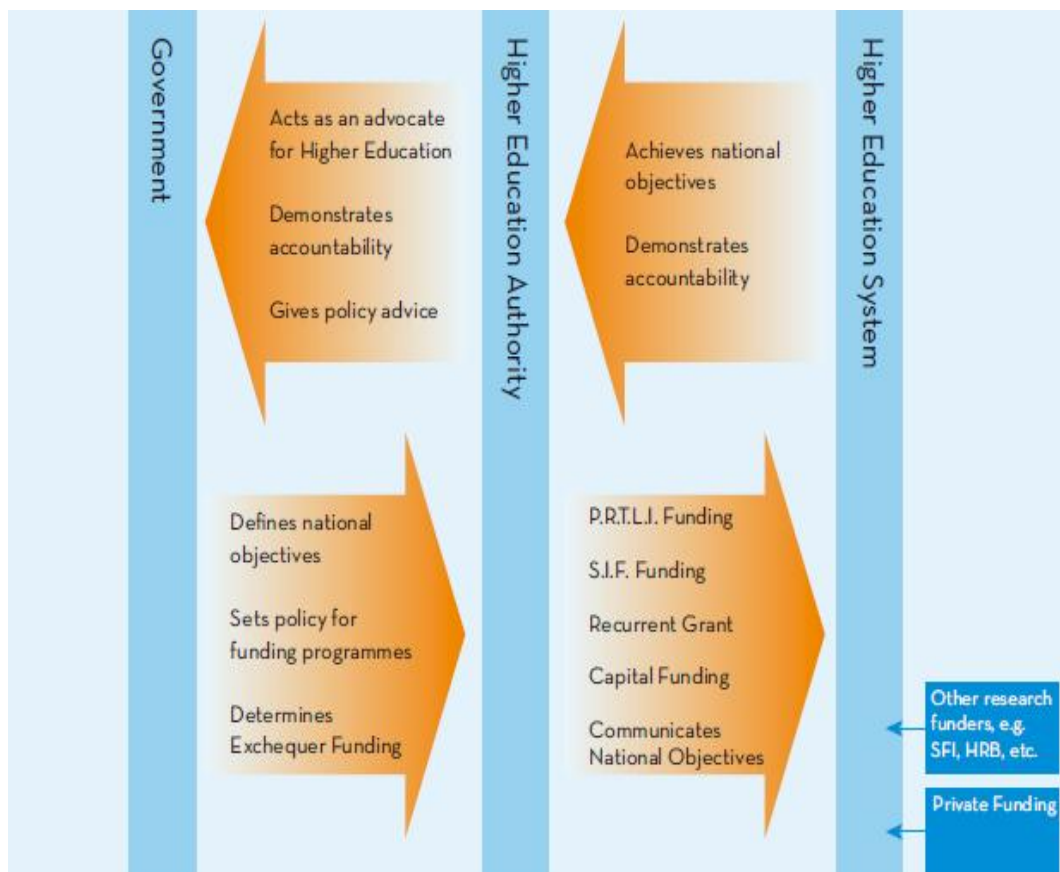 Government
Acts as an advocate
for Higher Education
Demonstrates
accountability
Gives policy advice
Defines national
objectives
Sets policy for
funding programmes
Determines
Exchequer Funding
Higher Education Authority
Achieves national
objectives
Demonstrates
accountability
P.R.T.L.I. Funding
S.I.F. Funding
Recurrent Grant
Capital Funding
Communicates
National Objectives
Higher Education System
Other research
funders, e.g.
SFI, HRB, etc.
Private Funding